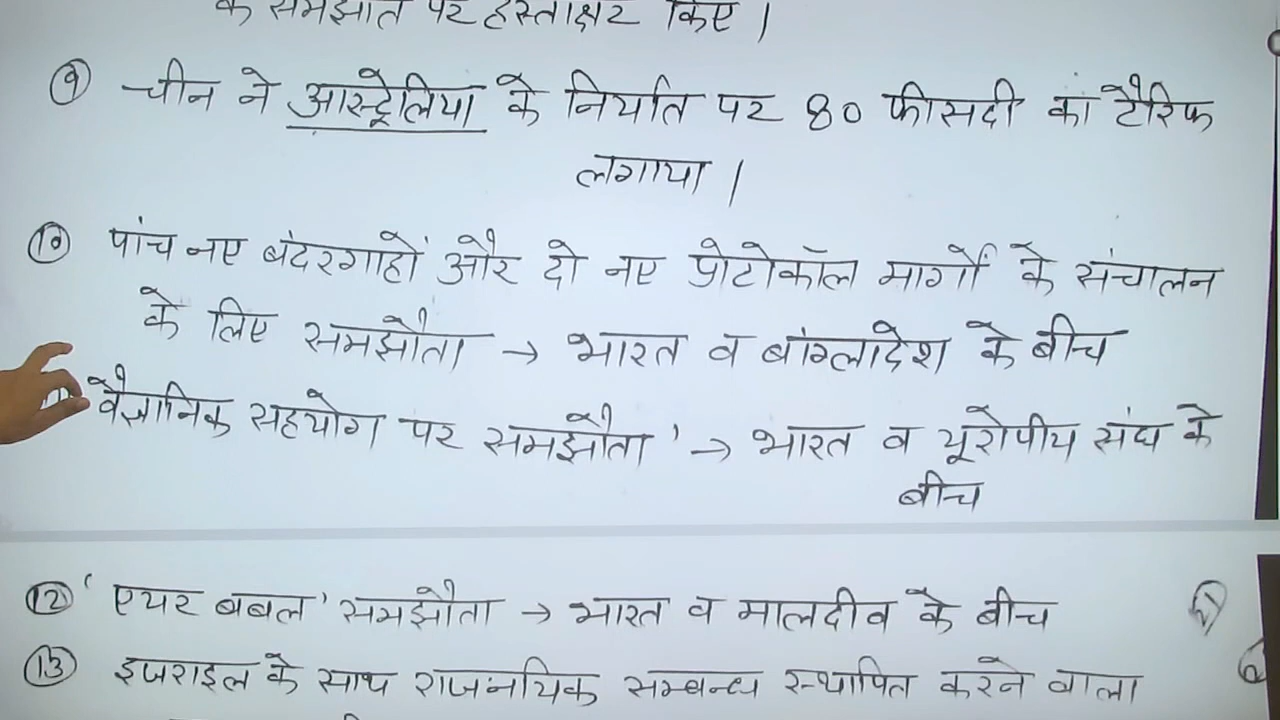 के समझौते पर हस्ताक्षर किए |
(9) चीन ने आस्ट्रेलिया के निर्यात पर 80 फीसदी का टैरिफ
लगाया |
(10) पांच नए बंदरगाहों और दो नए प्रोटोकॉल मार्गों के संचालन
के लिए समझौता → भारत व बांग्लादेश के बीच
वैज्ञानिक सहयोग पर समझौता' → भारत व यूरोपीय संघ के
बीच
(12) 'एयर बबल' समझौता → भारत व मालदीव के बीच
(13) इजराइल के साथ राजनयिक सम्बन्ध स्थापित करने वाला